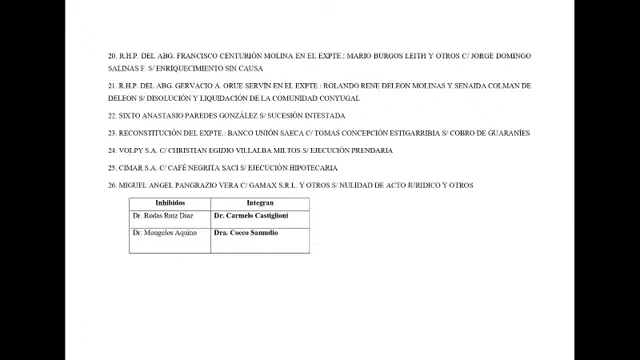 20. R.H.P. DEL ABG. FRANCISCO CENTURIÓN MOLINA EN EL EXPTE.: MARIO BURGOS LEITH Y OTROS C/ JORGE DOMINGO
SALINAS F. S/ ENRIQUECIMIENTO SIN CAUSA
21. R.H.P. DEL ABG. GERVACIO A. ORUE SERVÍN EN EL EXPTE.: ROLANDO RENE DELEON MOLINAS Y SENAIDA COLMAN DE
DELEON S/ DISOLUCIÓN Y LIQUIDACIÓN DE LA COMUNIDAD CONYUGAL
22. SIXTO ANASTASIO PAREDES GONZÁLEZ S/ SUCESIÓN INTESTADA
23. RECONSTITUCIÓN DEL EXPTE.: BANCO UNIÓN SAECA C/ TOMAS CONCEPCIÓN ESTIGARRIBIA S/ COBRO DE GUARANÍES
24. VOLPY S.A. C/ CHRISTIAN EGIDIO VILLALBA MILTOS S/ EJECUCIÓN PRENDARIA
25. CIMAR S.A. C/ CAFÉ NEGRITA SACI S/ EJECUCIÓN HIPOTECARIA
26. MIGUEL ANGEL PANGRAZIO VERA C/ GAMAX S.R.L. Y OTROS S/ NULIDAD DE ACTO JURIDICO Y OTROS
Inhibidos Integran
Dr. Rodas Ruiz Diaz Dr. Carmelo Castiglioni
Dr. Mongelos Aquino Dra. Cocco Samudio